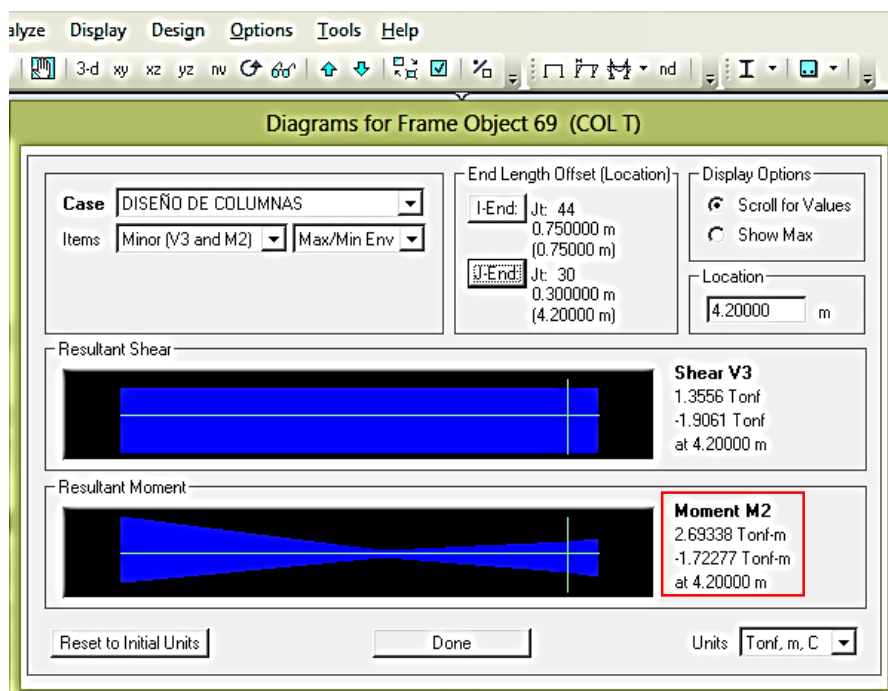 alyze Display Design Options Tools Help
3-d xy xz yz nv nd
Diagrams for Frame Object 69 (COL T)
Case DISEÑO DE COLUMNAS
Items Minor (V3 and M2) Max/Min Env
End Length Offset (Location)
I-End: Jt: 44
0.750000 m
(0.75000 m)
J-End: Jt: 30
0.300000 m
(4.20000 m)
Display Options
Scroll for Values
Show Max
Location
4.20000 m
Resultant Shear
Shear V3
1.3556 Tonf
-1.9061 Tonf
at 4.20000 m
Resultant Moment
Moment M2
2.69338 Tonf-m
-1.72277 Tonf-m
at 4.20000 m
Reset to Initial Units Done Units Tonf, m, C